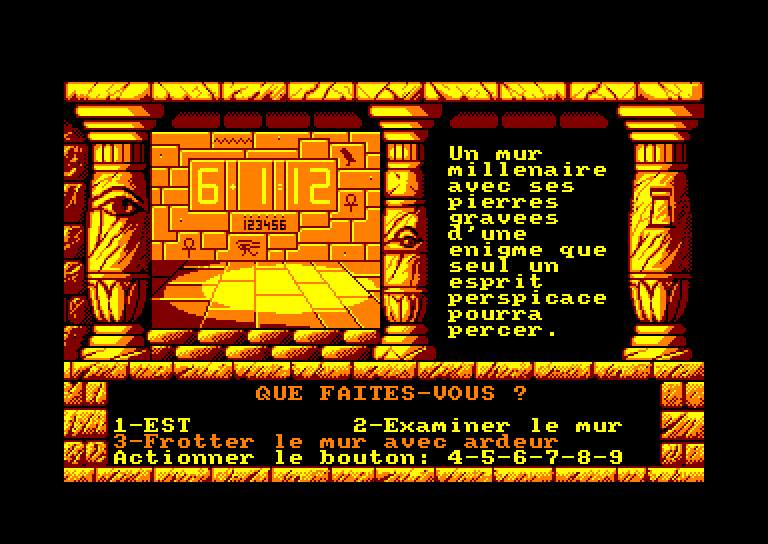 6 1 12
123456
Un mur
millenaire
avec ses
pierres
gravees
d'une
enigme que
seul un
esprit
perspicace
pourra
percer.
QUE FAITES-VOUS ?
1-EST 2-Examiner le mur
3-Frotter le mur avec ardeur
Actionner le bouton: 4-5-6-7-8-9